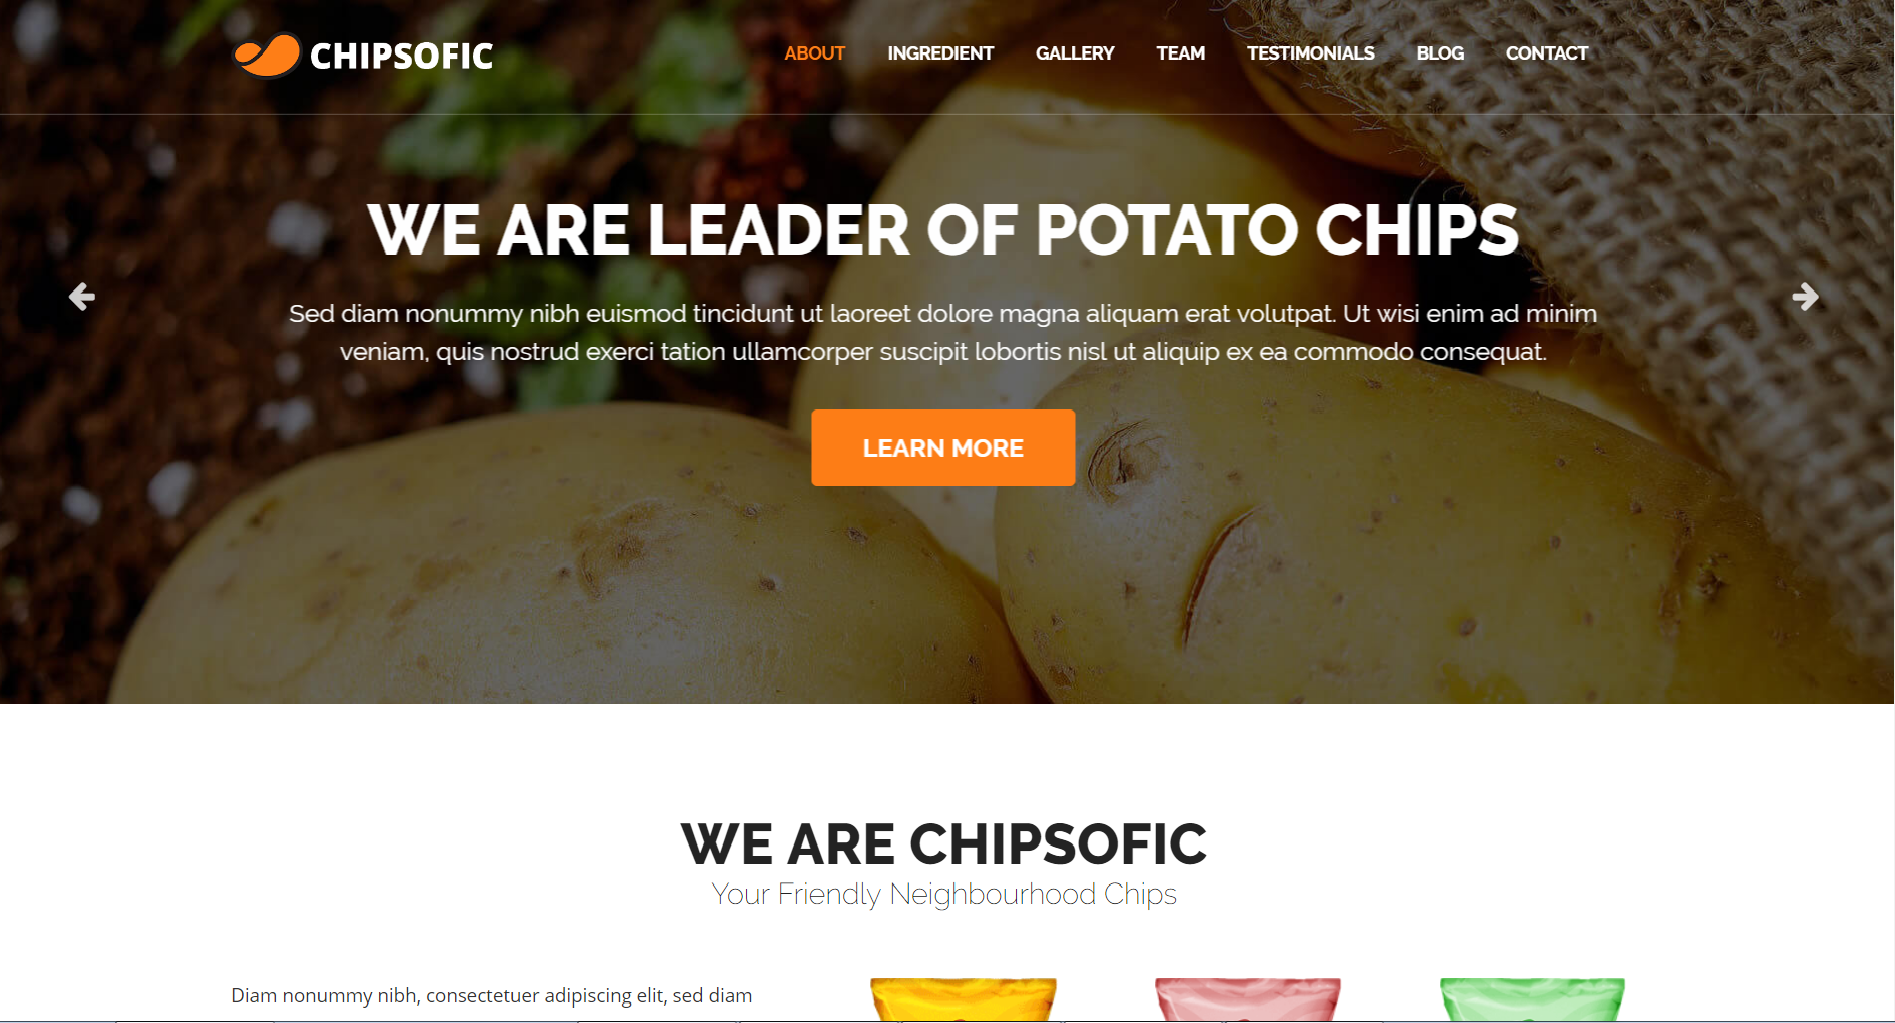 CHIPSOFIC
ABOUT INGREDIENT GALLERY TEAM TESTIMONIALS BLOG CONTACT
WE ARE LEADER OF POTATO CHIPS
Sed diam nonummy nibh euismod tincidunt ut laoreet dolore magna aliquam erat volutpat. Ut wisi enim ad minim
veniam, quis nostrud exerci tation ullamcorper suscipit lobortis nisl ut aliquip ex ea commodo consequat.
LEARN MORE
WE ARE CHIPSOFIC
Your Friendly Neighbourhood Chips
Diam nonummy nibh, consectetuer adipiscing elit, sed diam